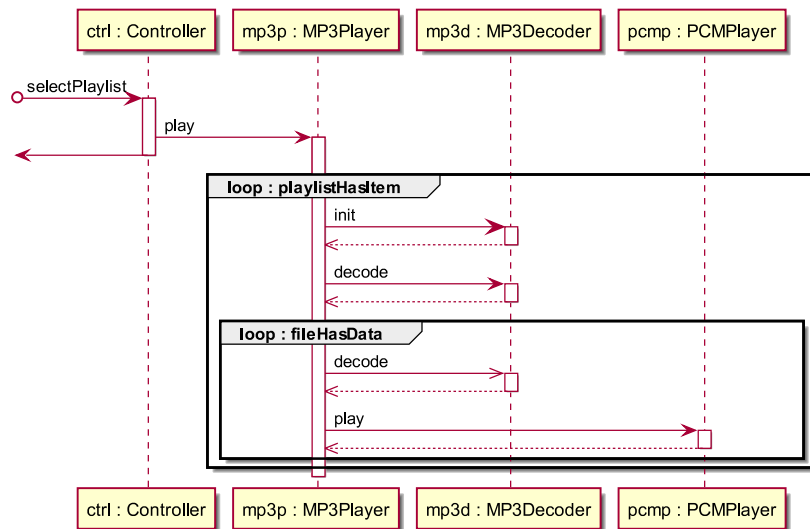 ctrl : Controller
mp3p : MP3Player
mp3d : MP3Decoder
pcmp : PCMPlayer
selectPlaylist
play
loop : playlistHasItem
init
decode
loop : fileHasData
decode
play
ctrl : Controller
mp3p : MP3Player
mp3d : MP3Decoder
pcmp : PCMPlayer